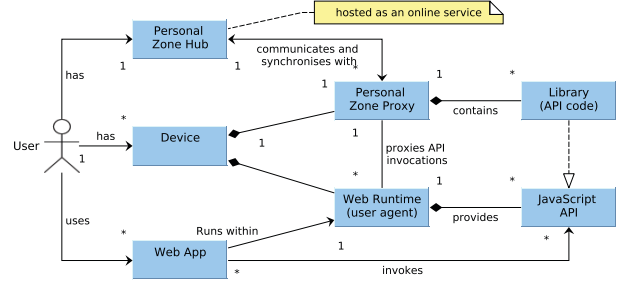 hosted as an online service
Personal
Zone Hub
communicates and
synchronises with
*
1
1
has
1
1
*
Personal
Zone Proxy
contains
Library
(API code)
User
1
has
*
Device
1
1
proxies API
invocations
*
Web Runtime
(user agent)
1
*
provides
JavaScript
API
uses
*
Web App
Runs within
1
*
invokes
*